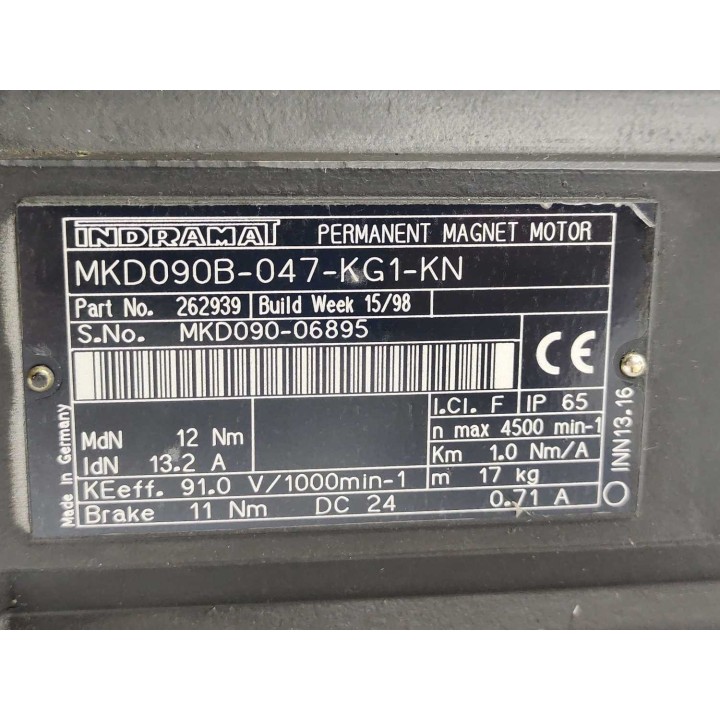 INDRAMAT PERMANENT MAGNET MOTOR
MKD090B-047-KG1-KN
Part No. 262939 Build Week 15/98
S.No. MKD090-06895
CE
I.Cl. F IP 65
MdN 12 Nm
n max 4500 min-1
IdN 13.2 A
Km 1.0 Nm/A
KEeff. 91.0 V/1000min-1
m 17 kg
Brake 11 Nm DC 24 0.71 A
Made in Germany
INN13.16